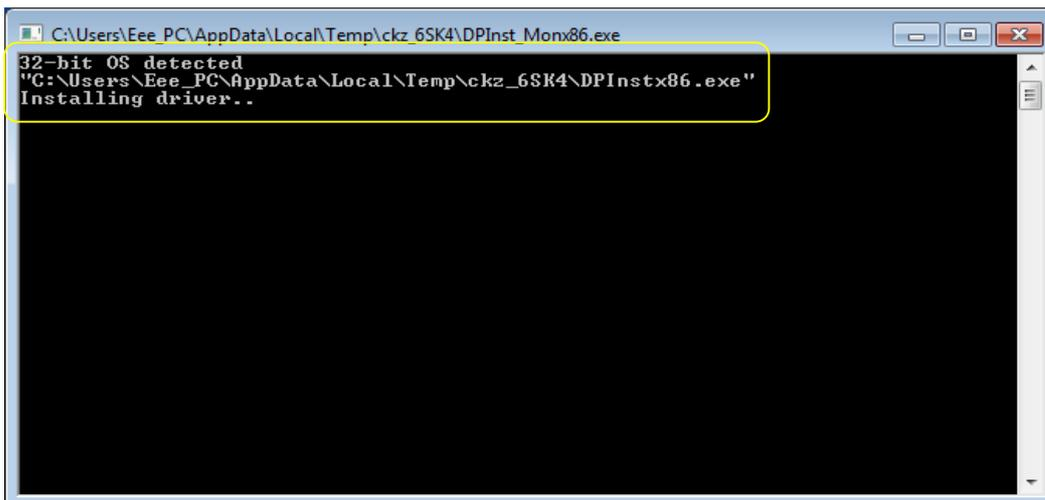 C:\Users\Eee_PC\AppData\Local\Temp\ckz_6SK4\DPInst_Monx86.exe
32-bit OS detected
"C:\Users\Eee_PC\AppData\Local\Temp\ckz_6SK4\DPInstx86.exe"
Installing driver..